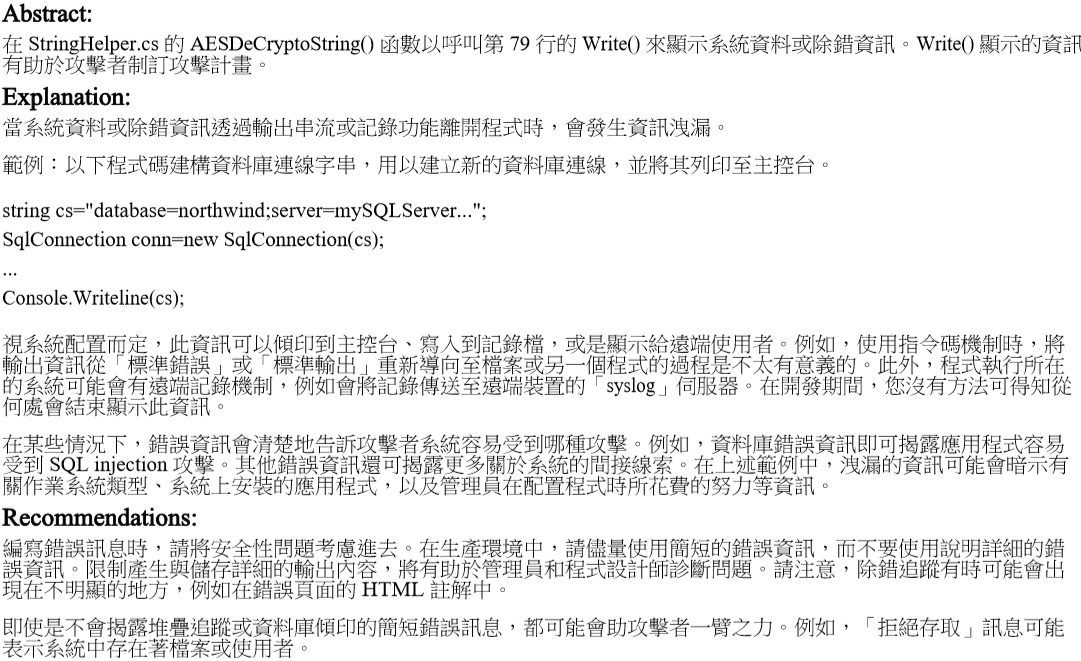 Abstract:
在 StringHelper.cs 的 AESDeCryptoString() 函數以呼叫第 79 行的 Write() 來顯示系統資料或除錯資訊。Write() 顯示的資訊
有助於攻擊者制訂攻擊計畫。
Explanation:
當系統資料或除錯資訊透過輸出串流或記錄功能離開程式時，會發生資訊洩漏。
範例：以下程式碼建構資料庫連線字串，用以建立新的資料庫連線，並將其列印至主控台。
string cs="database=northwind;server=mySQLServer...";
SqlConnection conn=new SqlConnection(cs);
...
Console.Writeline(cs);
視系統配置而定，此資訊可以傾印到主控台、寫入到記錄檔，或是顯示給遠端使用者。例如，使用指令碼機制時，將
輸出資訊從「標準錯誤」或「標準輸出」重新導向至檔案或另一個程式的過程是不太有意義的。此外，程式執行所在
的系統可能會有遠端記錄機制，例如會將記錄傳送至遠端裝置的「syslog」伺服器。在開發期間，您沒有方法可得知從
何處會結束顯示此資訊。
在某些情況下，錯誤資訊會清楚地告訴攻擊者系統容易受到哪種攻擊。例如，資料庫錯誤資訊即可揭露應用程式容易
受到 SQL injection 攻擊。其他錯誤資訊還可揭露更多關於系統的間接線索。在上述範例中，洩漏的資訊可能會暗示有
關作業系統類型、系統上安裝的應用程式，以及管理員在配置程式時所花費的努力等資訊。
Recommendations:
編寫錯誤訊息時，請將安全性問題考慮進去。在生產環境中，請儘量使用簡短的錯誤資訊，而不要使用說明詳細的錯
誤資訊。限制產生與儲存詳細的輸出內容，將有助於管理員和程式設計師診斷問題。請注意，除錯追蹤有時可能會出
現在不明顯的地方，例如在錯誤頁面的 HTML 註解中。
即使是不會揭露堆疊追蹤或資料庫傾印的簡短錯誤訊息，都可能會助攻擊者一臂之力。例如，「拒絕存取」訊息可能
表示系統中存在著檔案或使用者。